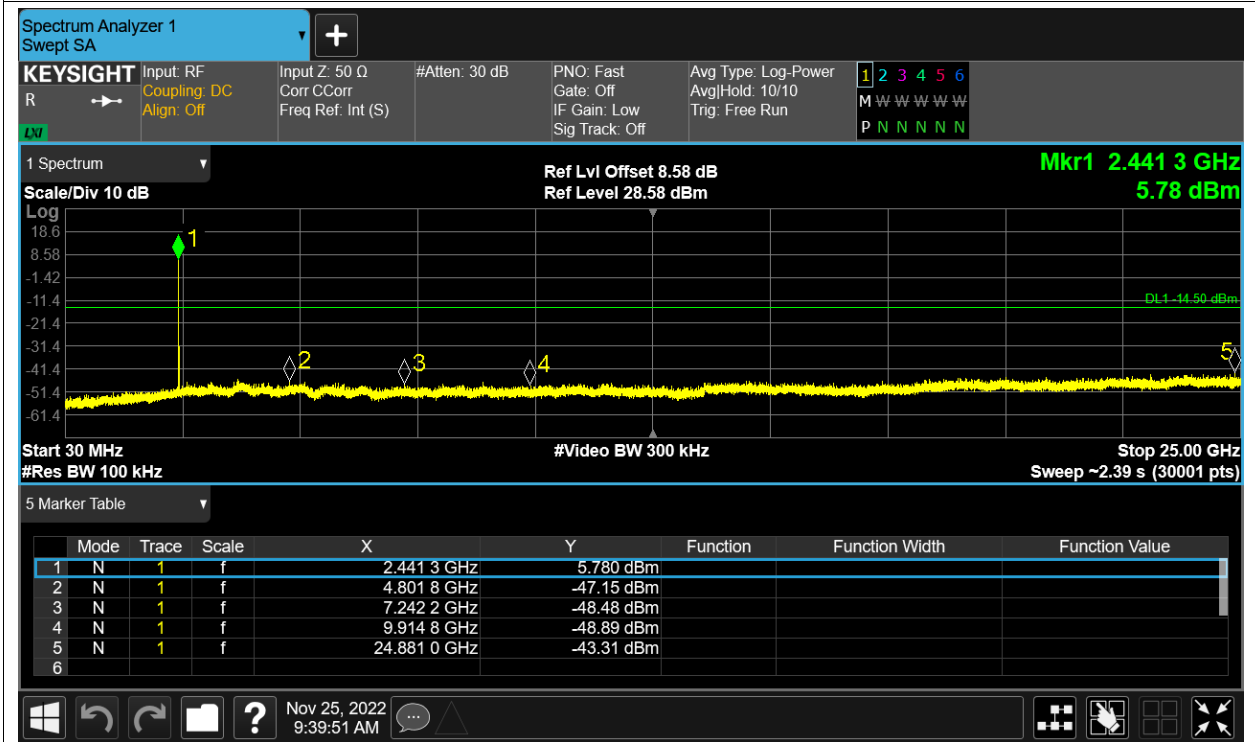 Spectrum Analyzer 1
Swept SA
+
KEYSIGHT
R
LXI
Input: RF
Coupling: DC
Align: Off
Input Z: 50 Ω
Corr CCorr
Freq Ref: Int (S)
#Atten: 30 dB
PNO: Fast
Gate: Off
IF Gain: Low
Sig Track: Off
Avg Type: Log-Power
Avg|Hold: 10/10
Trig: Free Run
1 2 3 4 5 6
M W W W W W
P N N N N N
1 Spectrum
Scale/Div 10 dB
Ref Lvl Offset 8.58 dB
Ref Level 28.58 dBm
Mkr1 2.441 3 GHz
5.78 dBm
Log
18.6
8.58
-1.42
-11.4
-21.4
-31.4
-41.4
-51.4
-61.4
1
2
3
4
5
DL1 -14.50 dBm
Start 30 MHz
#Res BW 100 kHz
#Video BW 300 kHz
Stop 25.00 GHz
Sweep ~2.39 s (30001 pts)
5 Marker Table
Mode Trace Scale X Y Function Function Width Function Value
1 N 1 f 2.441 3 GHz 5.780 dBm
2 N 1 f 4.801 8 GHz -47.15 dBm
3 N 1 f 7.242 2 GHz -48.48 dBm
4 N 1 f 9.914 8 GHz -48.89 dBm
5 N 1 f 24.881 0 GHz -43.31 dBm
6
?
Nov 25, 2022
9:39:51 AM